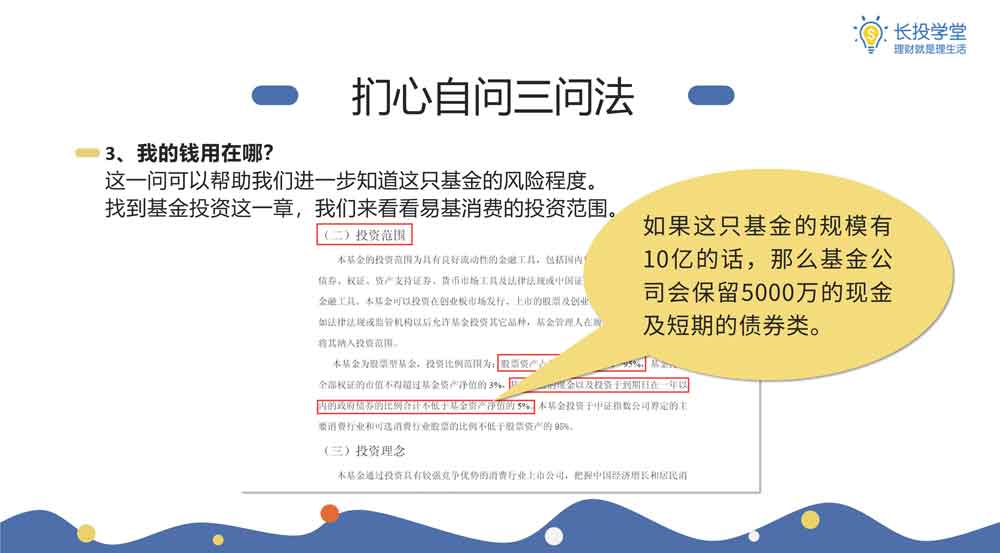 长投学堂
理财就是理生活
扪心自问三问法
3、我的钱用在哪？
这一问可以帮助我们进一步知道这只基金的风险程度。
找到基金投资这一章，我们来看看易基消费的投资范围。
（二）投资范围
本基金的投资范围为具有良好流动性的金融工具，包括国内
债券、权证、资产支持证券、货币市场工具及法律法规或中国证
金融工具。本基金可以投资在创业板市场发行、上市的股票及创业
如法律法规或监管机构以后允许基金投资其它品种，基金管理人在
将其纳入投资范围。
本基金为股票型基金，投资比例范围为：股票资产占 95%，基金
全部权证的市值不得超过基金资产净值的 3%，的现金以及投资于到期日在一年以
内的政府债券的比例合计不低于基金资产净值的 5%。本基金投资于中证指数公司界定的主
要消费行业和可选消费行业股票的比例不低于股票资产的 95%。
（三）投资理念
本基金通过投资具有较强竞争优势的消费行业上市公司，把握中国经济增长和居民消
如果这只基金的规模有
10亿的话，那么基金公
司会保留5000万的现金
及短期的债券类。